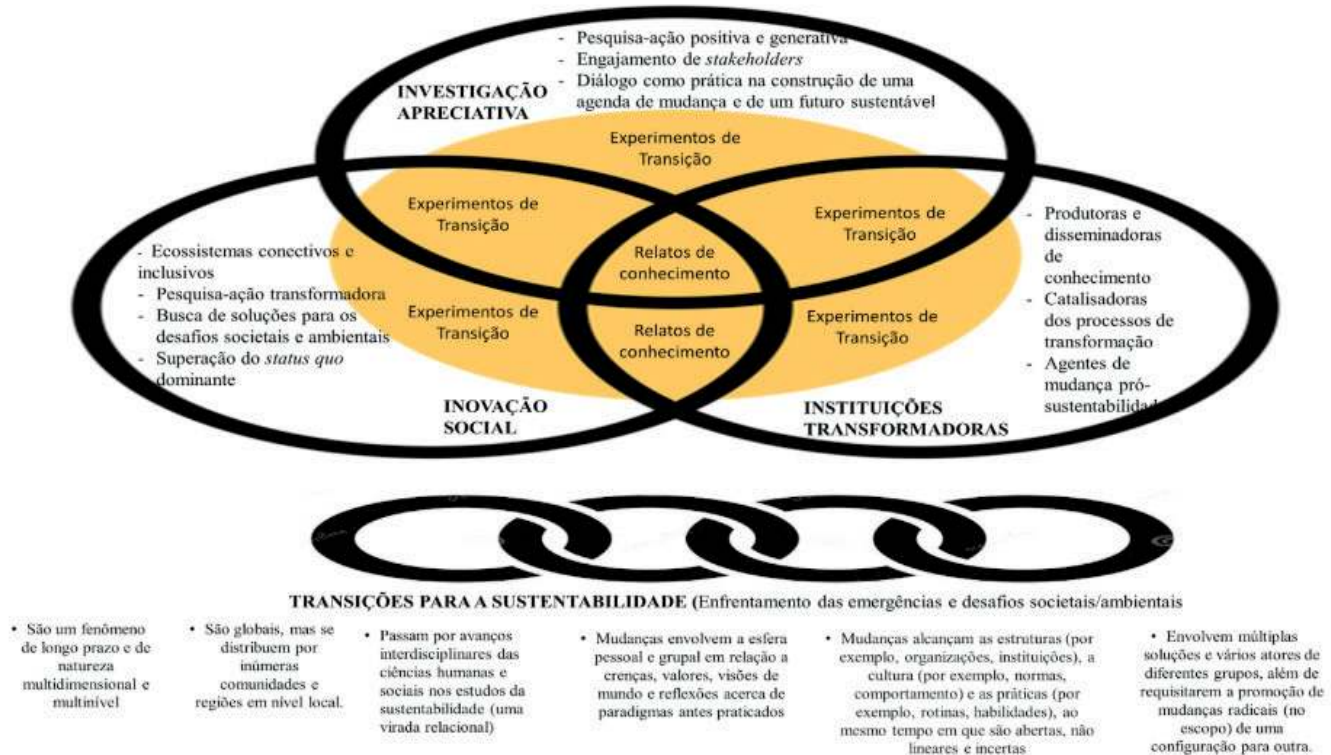 - Pesquisa-ação positiva e generativa
- Engajamento de stakeholders
- Diálogo como prática na construção de uma
agenda de mudança e de um futuro sustentável
INVESTIGAÇÃO
APRECIATIVA
Experimentos de
Transição
Experimentos de
Transição
Experimentos de
Transição
Relatos de
conhecimento
- Ecossistemas conectivos e
inclusivos
- Pesquisa-ação transformadora
- Busca de soluções para os
desafios societais e ambientais
- Superação do status quo
dominante
Experimentos de
Transição
Relatos de
conhecimento
Experimentos de
Transição
- Produtoras e
disseminadoras
de
conhecimento
- Catalisadoras
dos processos de
transformação
- Agentes de
mudança pró-
sustentabilidad
INOVAÇÃO
SOCIAL
INSTITUIÇÕES
TRANSFORMADORAS
TRANSIÇÕES PARA A SUSTENTABILIDADE (Enfrentamento das emergências e desafios societais/ambientais
• São um fenômeno
de longo prazo e de
natureza
multidimensional e
multinível
• São globais, mas se
distribuem por
inúmeras
comunidades e
regiões em nível local.
• Passam por avanços
interdisciplinares das
ciências humanas e
sociais nos estudos da
sustentabilidade (uma
virada relacional)
• Mudanças envolvem a esfera
pessoal e grupal em relação a
crenças, valores, visões de
mundo e reflexões acerca de
paradigmas antes praticados
• Mudanças alcançam as estruturas (por
exemplo, organizações, instituições), a
cultura (por exemplo, normas,
comportamento) e as práticas (por
exemplo, rotinas, habilidades), ao
mesmo tempo em que são abertas, não
lineares e incertas
• Envolvem múltiplas
soluções e vários atores de
diferentes grupos, além de
requisitarem a promoção de
mudanças radicais (no
escopo) de uma
configuração para outra.